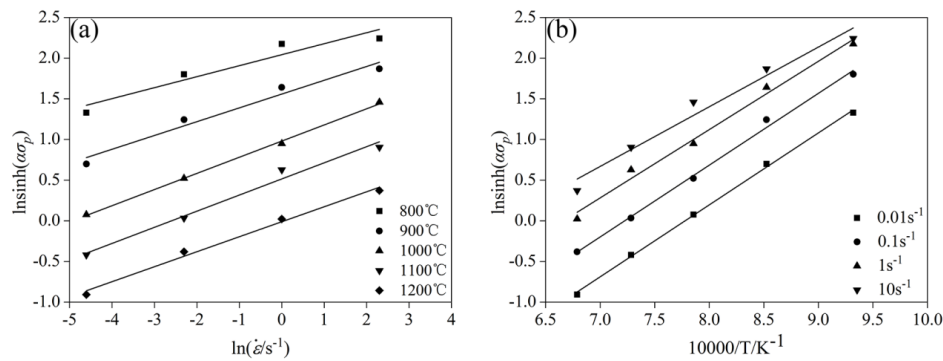 (a)
2.5
2.0
1.5
1.0
0.5
0.0
-0.5
-1.0
lnsinh(ασp)
800℃
900℃
1000℃
1100℃
1200℃
-5 -4 -3 -2 -1 0 1 2 3 4
ln(ε̇/s-1)
(b)
2.5
2.0
1.5
1.0
0.5
0.0
-0.5
-1.0
lnsinh(ασp)
0.01s-1
0.1s-1
1s-1
10s-1
6.5 7.0 7.5 8.0 8.5 9.0 9.5 10.0
10000/T/K-1